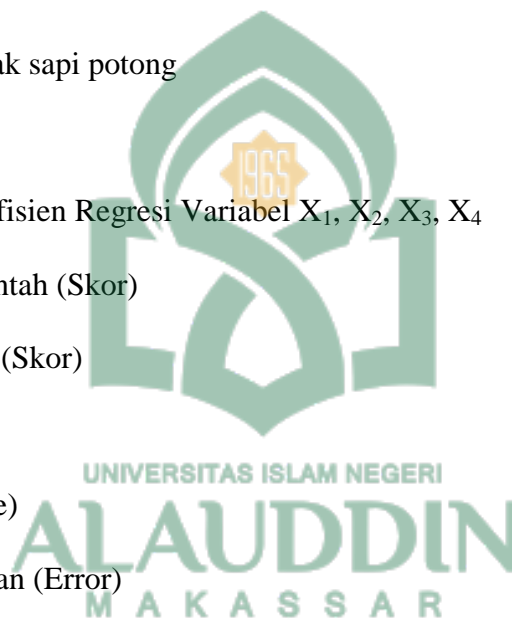 ak sapi potong
1965
fisien Regresi Variabel X₁, X₂, X₃, X₄
ntah (Skor)
(Skor)
UNIVERSITAS ISLAM NEGERI
e)
ALAUDDIN
an (Error)
MAKASSAR